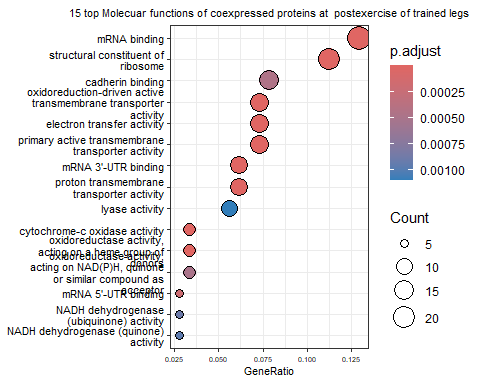 15 top Molecuar functions of coexpressed proteins at  postexercise of trained legs
mRNA binding
structural constituent of
ribosome
cadherin binding
oxidoreduction-driven active
transmembrane transporter
activity
electron transfer activity
primary active transmembrane
transporter activity
mRNA 3'-UTR binding
proton transmembrane
transporter activity
lyase activity
cytochrome-c oxidase activity
oxidoreductase activity,
acting on a heme group of
donors
oxidoreductase activity,
acting on NAD(P)H, quinone
or similar compound as
acceptor
mRNA 5'-UTR binding
NADH dehydrogenase
(ubiquinone) activity
NADH dehydrogenase (quinone)
activity
0.025 0.050 0.075 0.100 0.125
GeneRatio
p.adjust
0.00025
0.00050
0.00075
0.00100
Count
5
10
15
20